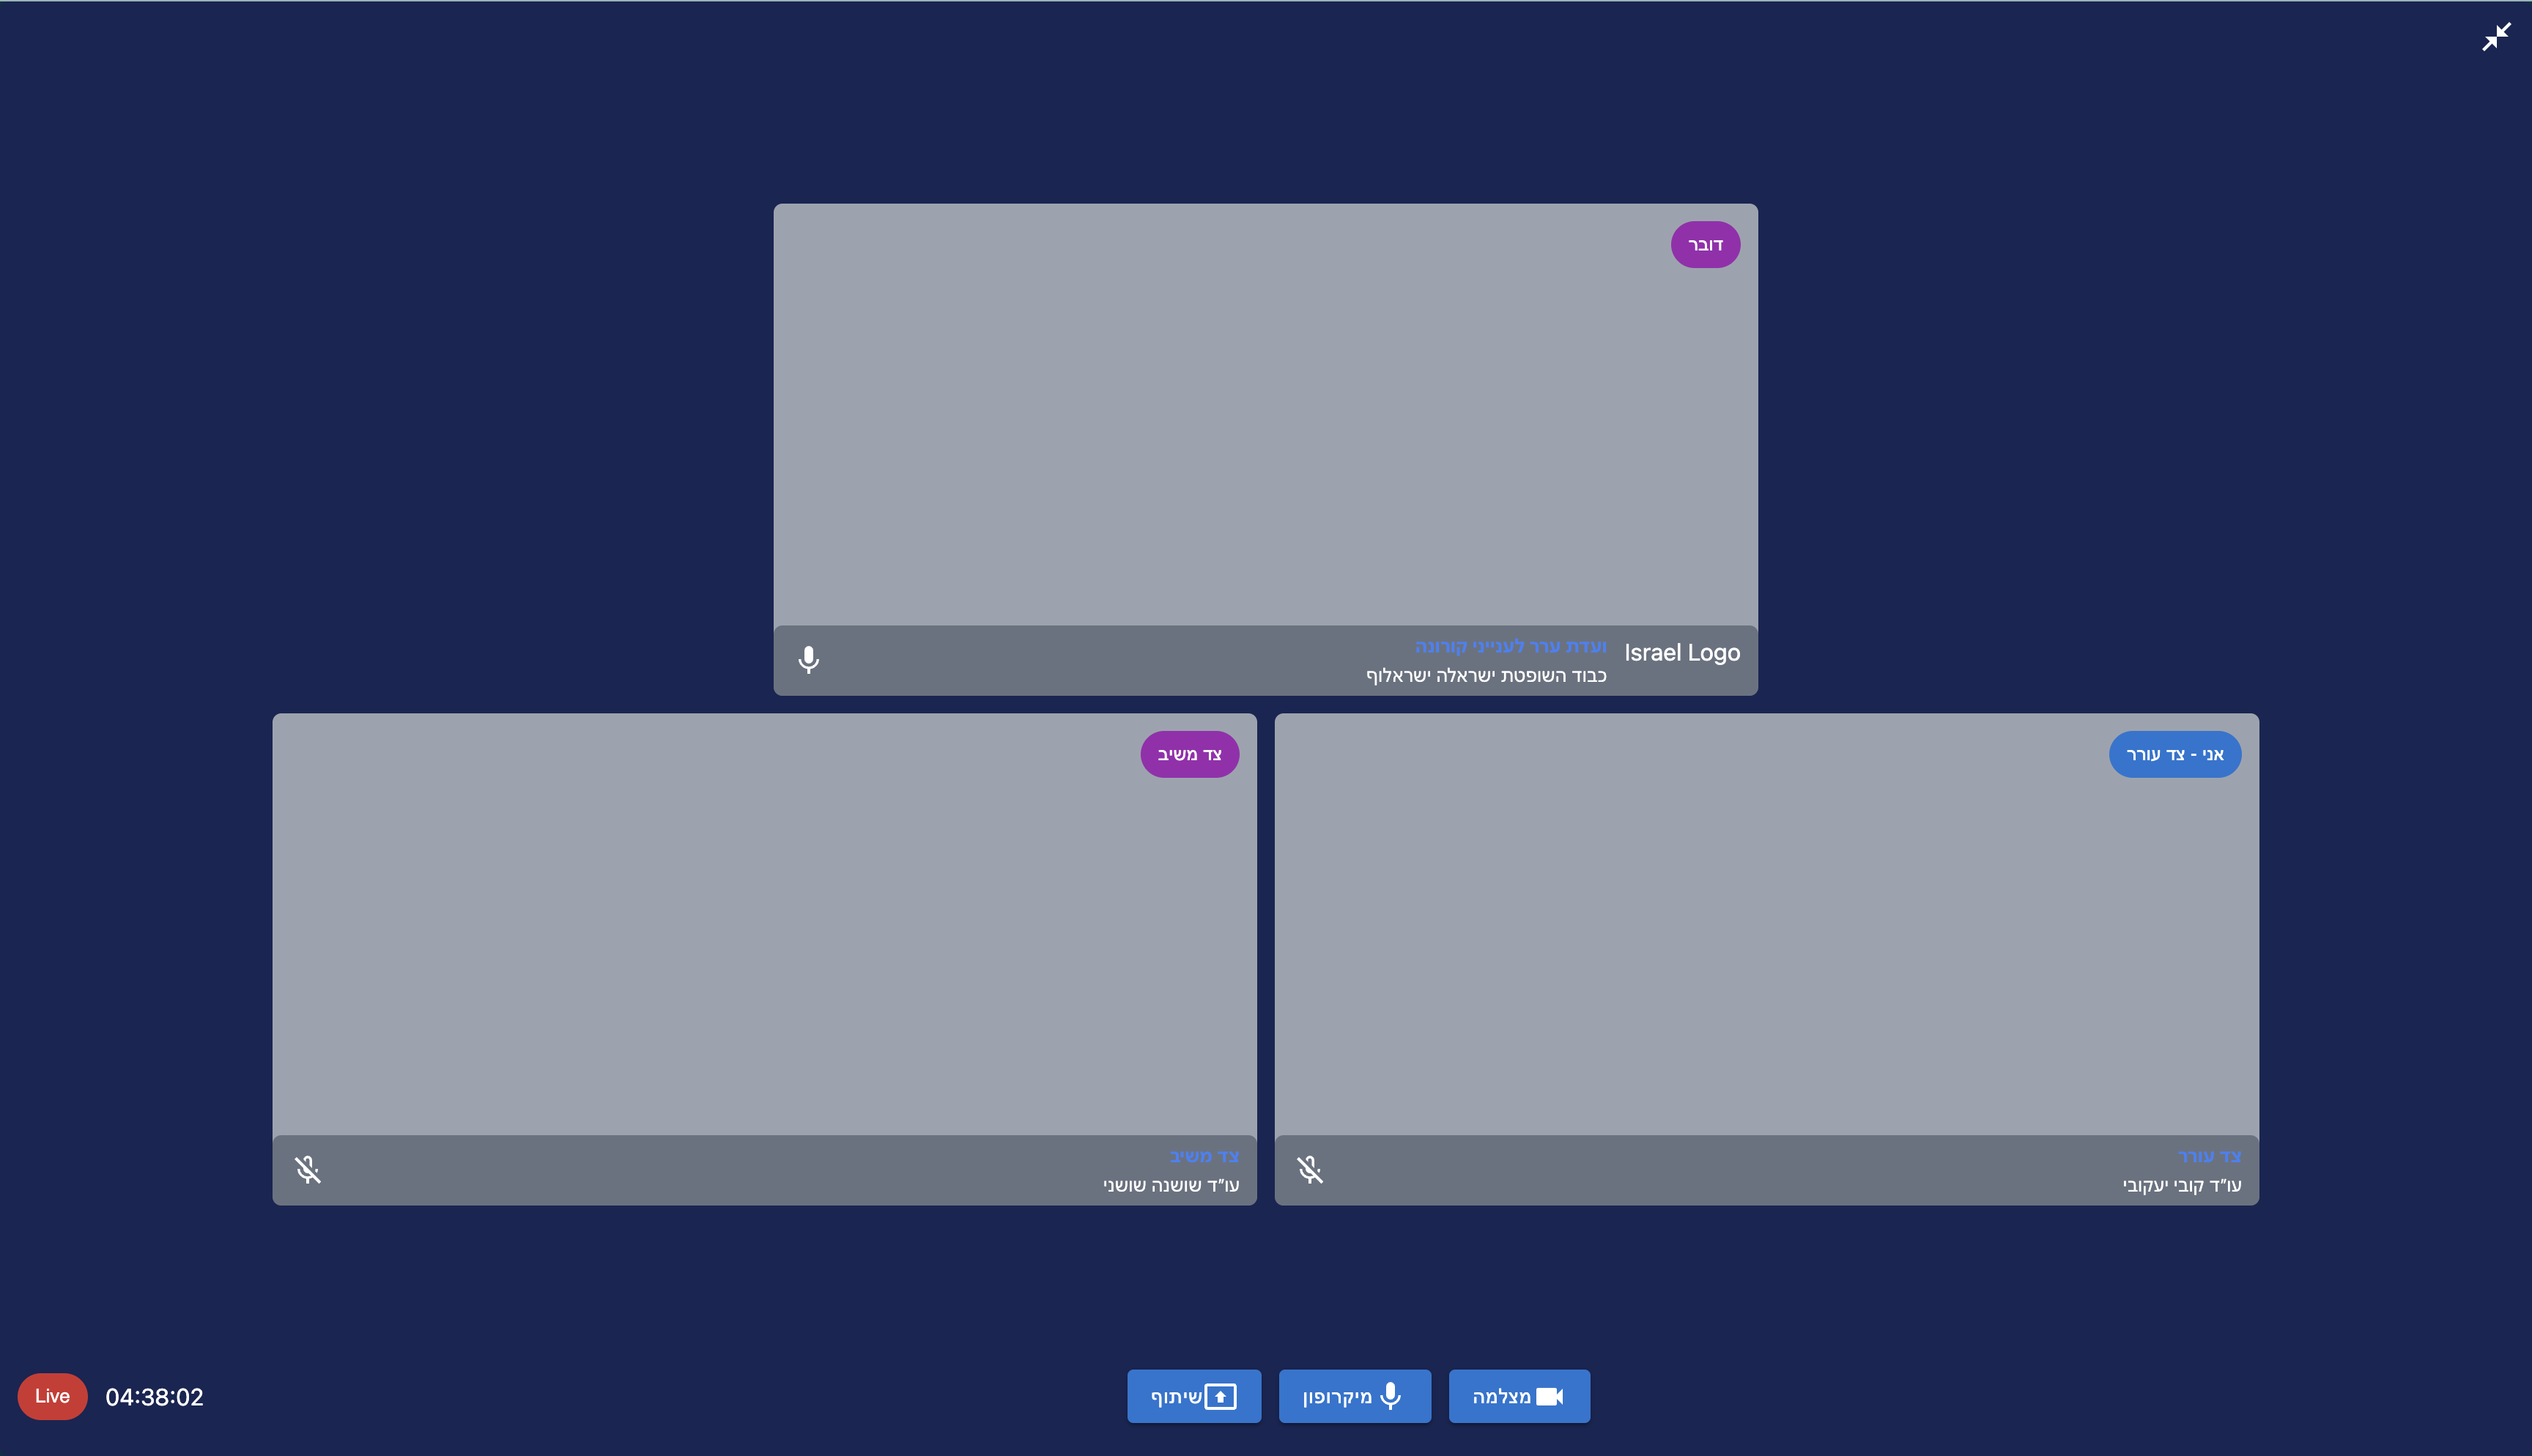 דובר
Israel Logo
ועדת ערר לענייני קורונה
כבוד השופטת ישראלה ישראלוף
אני - צד עורר
צד עורר
עו"ד קובי יעקובי
צד משיב
צד משיב
עו"ד שושנה שושני
מצלמה
מיקרופון
שיתוף
04:38:02
Live